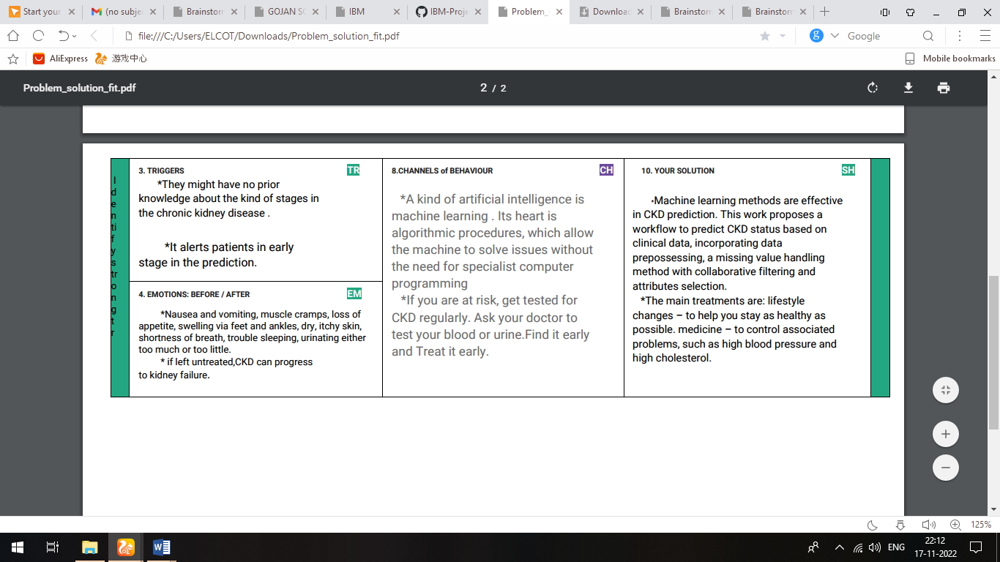 Start your
(no subje
Brainstorm
GOJAN SC
IBM
IBM-Proje
Problem_
Download
Brainstorm
Brainstorm
file:///C:/Users/ELCOT/Downloads/Problem_solution_fit.pdf
Google
AliExpress
游戏中心
Mobile bookmarks
Problem_solution_fit.pdf
2 / 2
I
d
e
n
ti
f
y
s
tr
o
n
g
t
r
3. TRIGGERS
TR
*They might have no prior
knowledge about the kind of stages in
the chronic kidney disease .
*It alerts patients in early
stage in the prediction.
4. EMOTIONS: BEFORE / AFTER
EM
*Nausea and vomiting, muscle cramps, loss of
appetite, swelling via feet and ankles, dry, itchy skin,
shortness of breath, trouble sleeping, urinating either
too much or too little.
* if left untreated,CKD can progress
to kidney failure.
8.CHANNELS of BEHAVIOUR
CH
*A kind of artificial intelligence is
machine learning . Its heart is
algorithmic procedures, which allow
the machine to solve issues without
the need for specialist computer
programming
*If you are at risk, get tested for
CKD regularly. Ask your doctor to
test your blood or urine.Find it early
and Treat it early.
10. YOUR SOLUTION
SH
•Machine learning methods are effective
in CKD prediction. This work proposes a
workflow to predict CKD status based on
clinical data, incorporating data
prepossessing, a missing value handling
method with collaborative filtering and
attributes selection.
*The main treatments are: lifestyle
changes – to help you stay as healthy as
possible. medicine – to control associated
problems, such as high blood pressure and
high cholesterol.
125%
ENG
22:12
17-11-2022